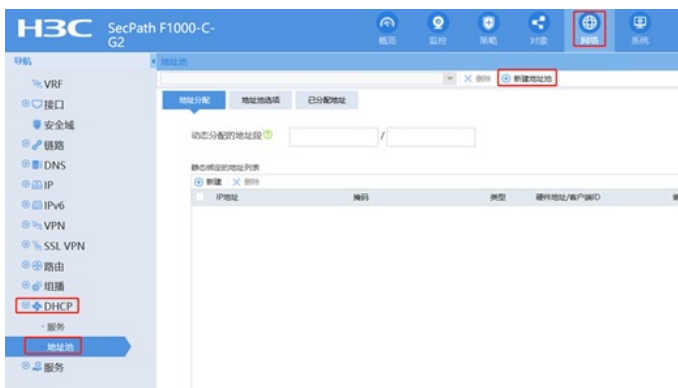 H3C SecPath F1000-C-G2
概览 监控 策略 对象 网络 系统
导航
地址池
VRF
接口
安全域
链路
DNS
IP
IPv6
VPN
SSL VPN
路由
组播
DHCP
服务
地址池
服务
删除 新建地址池
地址分配 地址池选项 已分配地址
动态分配的地址段 /
静态绑定的地址列表
新建 删除
IP地址 掩码 类型 硬件地址/客户端ID